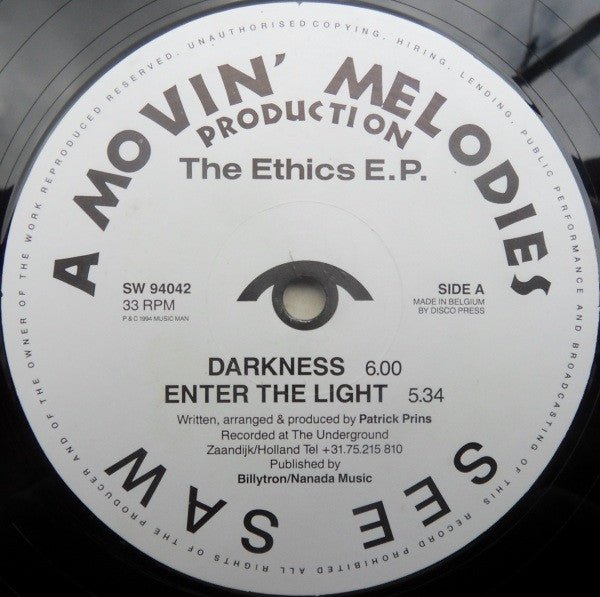 ALL RIGHTS OF THE PRODUCER AND OF THE OWNER OF THE WORK REPRODUCED RESERVED. UNAUTHORISED COPYING, HIRING, LENDING, PUBLIC PERFORMANCE AND BROADCASTING OF THIS RECORD PROHIBITED
A MOVIN' MELODIES
PRODUCTION
The Ethics E.P.
SW 94042
33 RPM
P & C 1994 MUSIC MAN
SIDE A
MADE IN BELGIUM
BY DISCO PRESS
DARKNESS 6.00
ENTER THE LIGHT 5.34
Written, arranged & produced by Patrick Prins
Recorded at The Underground
Zaandijk/Holland Tel +31.75.215 810
Published by
Billytron/Nanada Music
SEE SAW